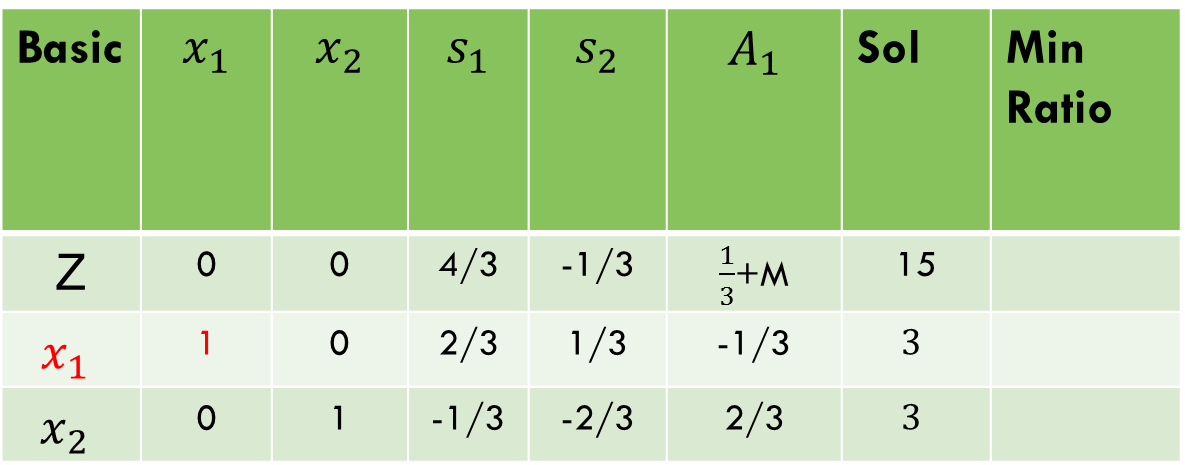 Basic x₁ x₂ s₁ s₂ A₁ Sol Min
Ratio
Z 0 0 4/3 -1/3 1/3+M 15
x₁ 1 0 2/3 1/3 -1/3 3
x₂ 0 1 -1/3 -2/3 2/3 3